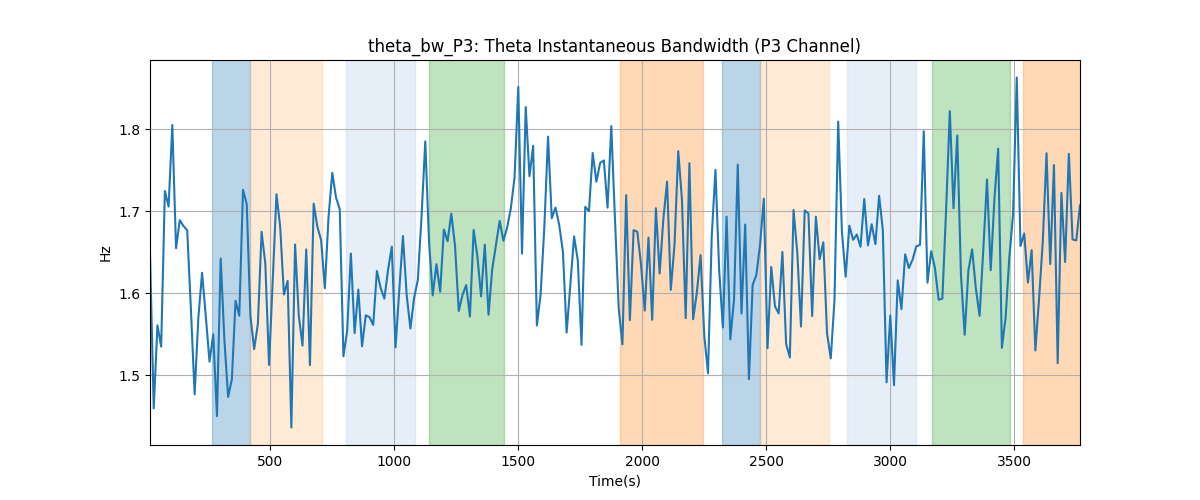 theta_bw_P3: Theta Instantaneous Bandwidth (P3 Channel)
Hz
1.8
1.7
1.6
1.5
500 1000 1500 2000 2500 3000 3500
Time(s)